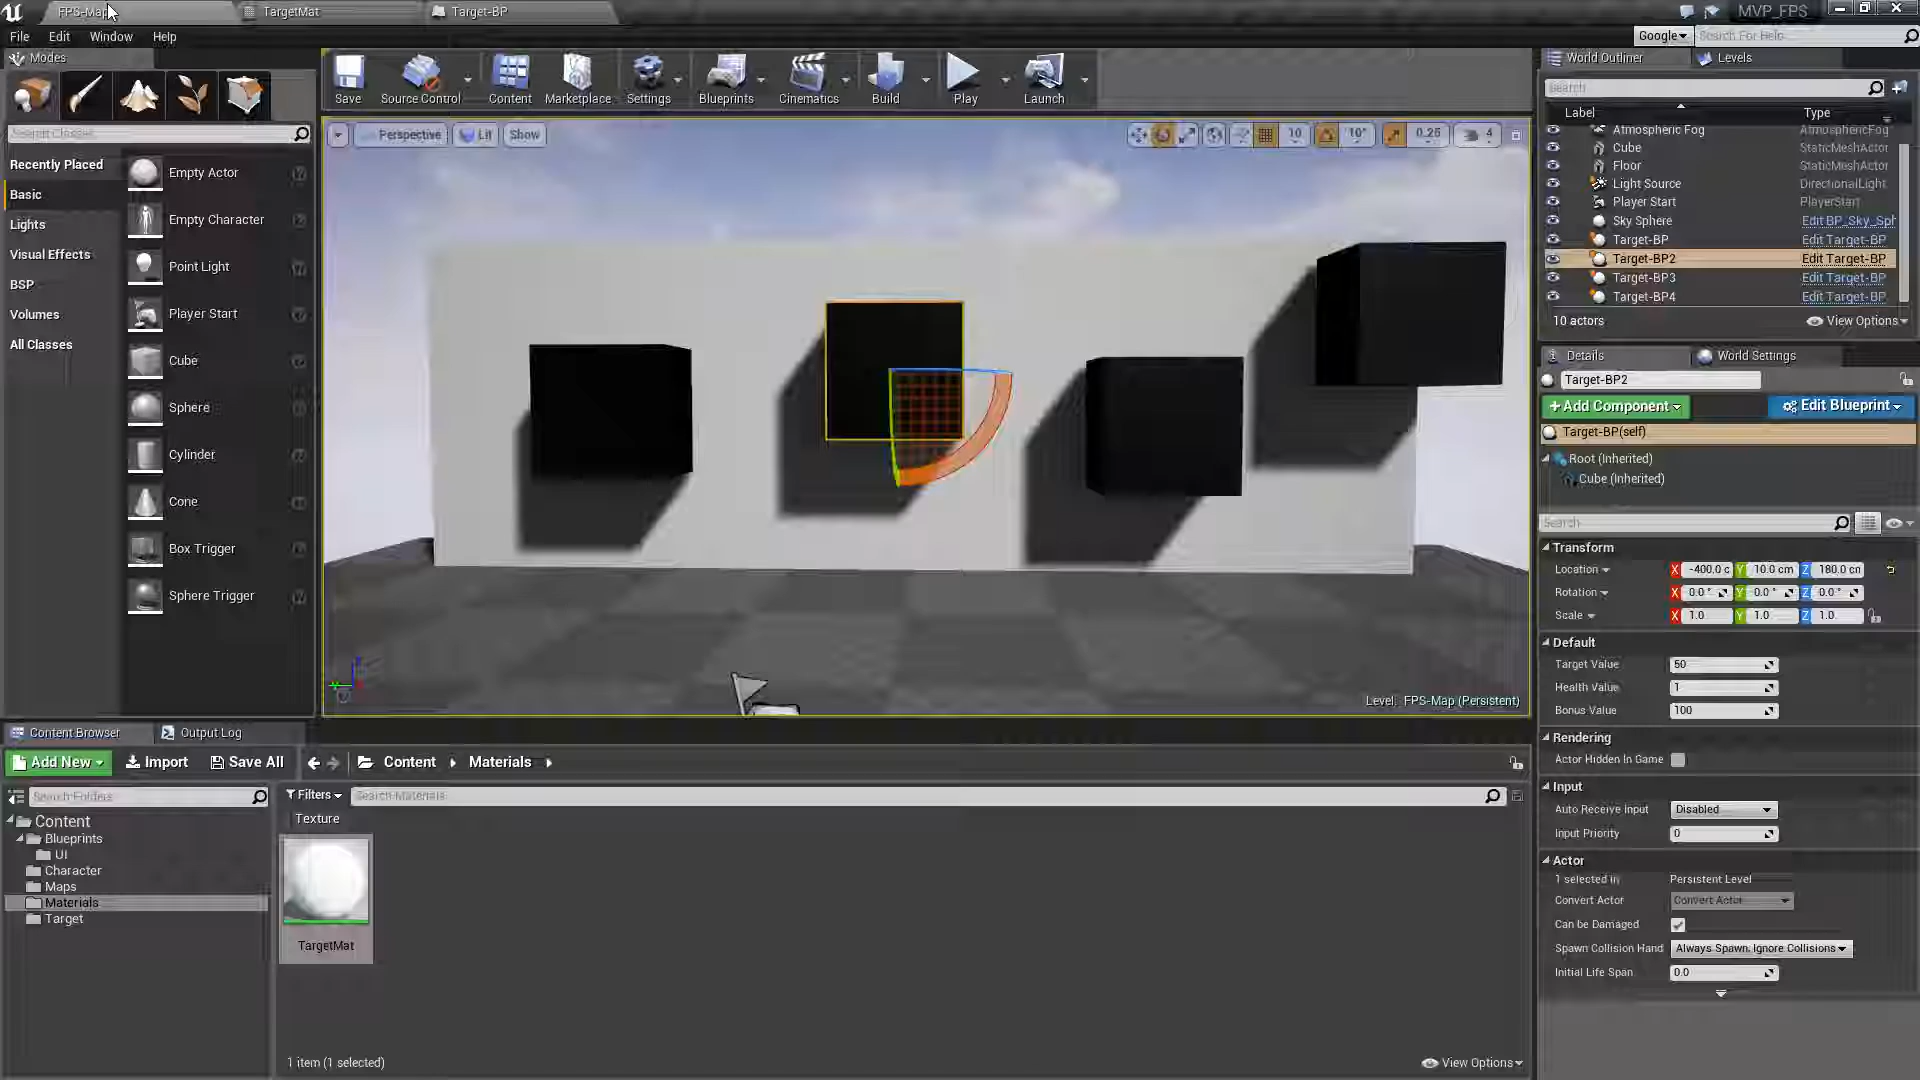 FPS-Map
TargetMat
Target-BP
MVP_FPS
File Edit Window Help
Google
Search For Help
Modes
Search Classes
Recently Placed
Basic
Lights
Visual Effects
BSP
Volumes
All Classes
Empty Actor
Empty Character
Point Light
Player Start
Cube
Sphere
Cylinder
Cone
Box Trigger
Sphere Trigger
Save
Source Control
Content
Marketplace
Settings
Blueprints
Cinematics
Build
Play
Launch
Perspective
Lit
Show
10
10°
0.25
4
Level: FPS-Map (Persistent)
World Outliner
Levels
Search
Label Type
Atmospheric Fog AtmosphericFog
Cube StaticMeshActor
Floor StaticMeshActor
Light Source DirectionalLight
Player Start PlayerStart
Sky Sphere Edit BP_Sky_Sph
Target-BP Edit Target-BP
Target-BP2 Edit Target-BP
Target-BP3 Edit Target-BP
Target-BP4 Edit Target-BP
10 actors View Options
Details
World Settings
Target-BP2
+Add Component
Edit Blueprint
Target-BP(self)
Root (Inherited)
Cube (Inherited)
Search
Transform
Location X -400.0 c Y 10.0 cm Z 180.0 cm
Rotation X 0.0 ° Y 0.0 ° Z 0.0 °
Scale X 1.0 Y 1.0 Z 1.0
Default
Target Value 50
Health Value 1
Bonus Value 100
Rendering
Actor Hidden In Game
Input
Auto Receive Input Disabled
Input Priority 0
Actor
1 selected in Persistent Level
Convert Actor Convert Actor
Can be Damaged
Spawn Collision Hand Always Spawn, Ignore Collisions
Initial Life Span 0.0
Content Browser
Output Log
Add New
Import
Save All
Content
Materials
Search Folders
Filters
Search Materials
Texture
Content
Blueprints
UI
Character
Maps
Materials
Target
TargetMat
1 item (1 selected)
View Options